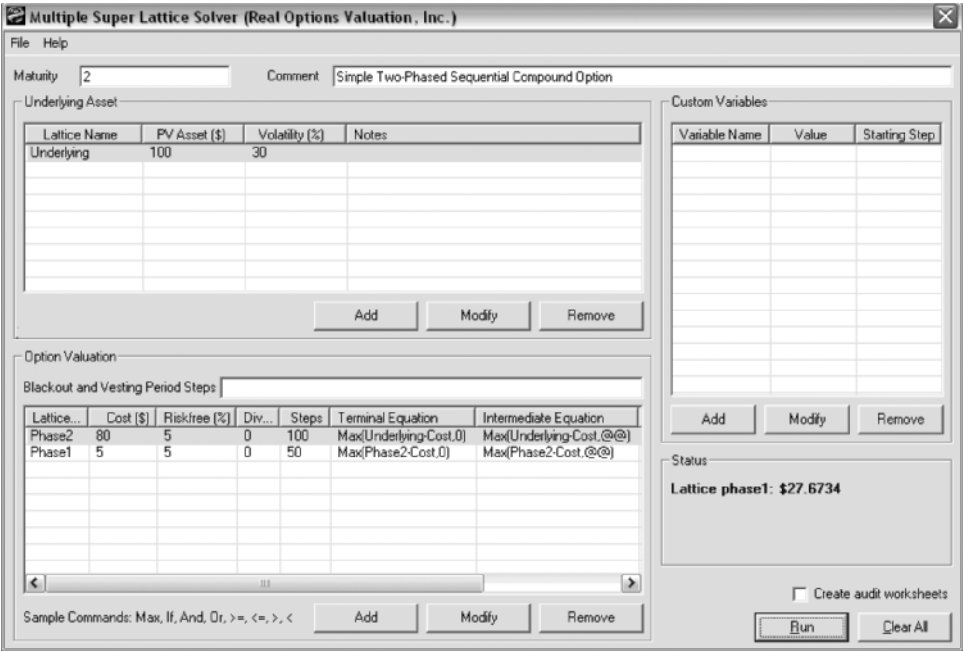 Multiple Super Lattice Solver (Real Options Valuation, Inc.)
File Help
Maturity 2 Comment Simple Two-Phased Sequential Compound Option
Underlying Asset
Lattice Name PV Asset ($) Volatility (%) Notes
Underlying 100 30
Add Modify Remove
Custom Variables
Variable Name Value Starting Step
Add Modify Remove
Option Valuation
Blackout and Vesting Period Steps
Lattice... Cost ($) Riskfree (%) Div... Steps Terminal Equation Intermediate Equation
Phase2 80 5 0 100 Max(Underlying-Cost,0) Max(Underlying-Cost,@@)
Phase1 5 5 0 50 Max(Phase2-Cost,0) Max(Phase2-Cost,@@)
Sample Commands: Max, If, And, Or, >=, <=, >, <
Add Modify Remove
Status
Lattice phase1: $27.6734
Create audit worksheets
Run Clear All